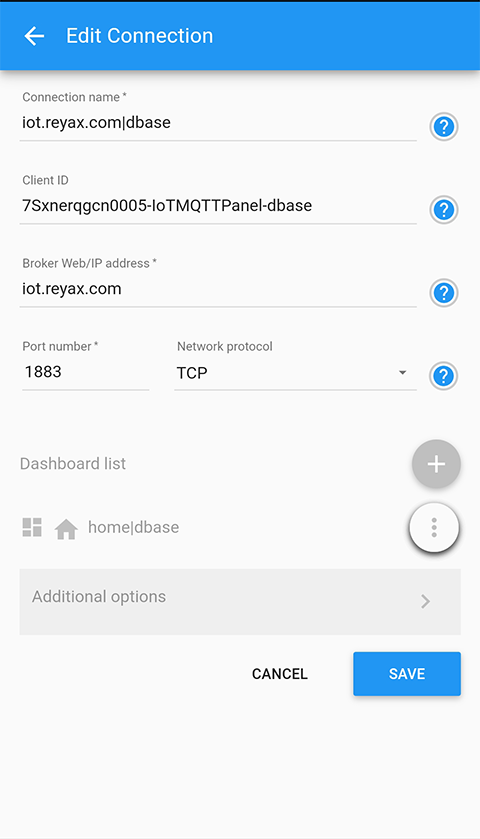 Edit Connection
Connection name *
iot.reyax.com|dbase
Client ID
7Sxnerqgcn0005-IoTMQTTPanel-dbase
Broker Web/IP address *
iot.reyax.com
Port number * Network protocol
1883 TCP
Dashboard list
home|dbase
Additional options
CANCEL SAVE